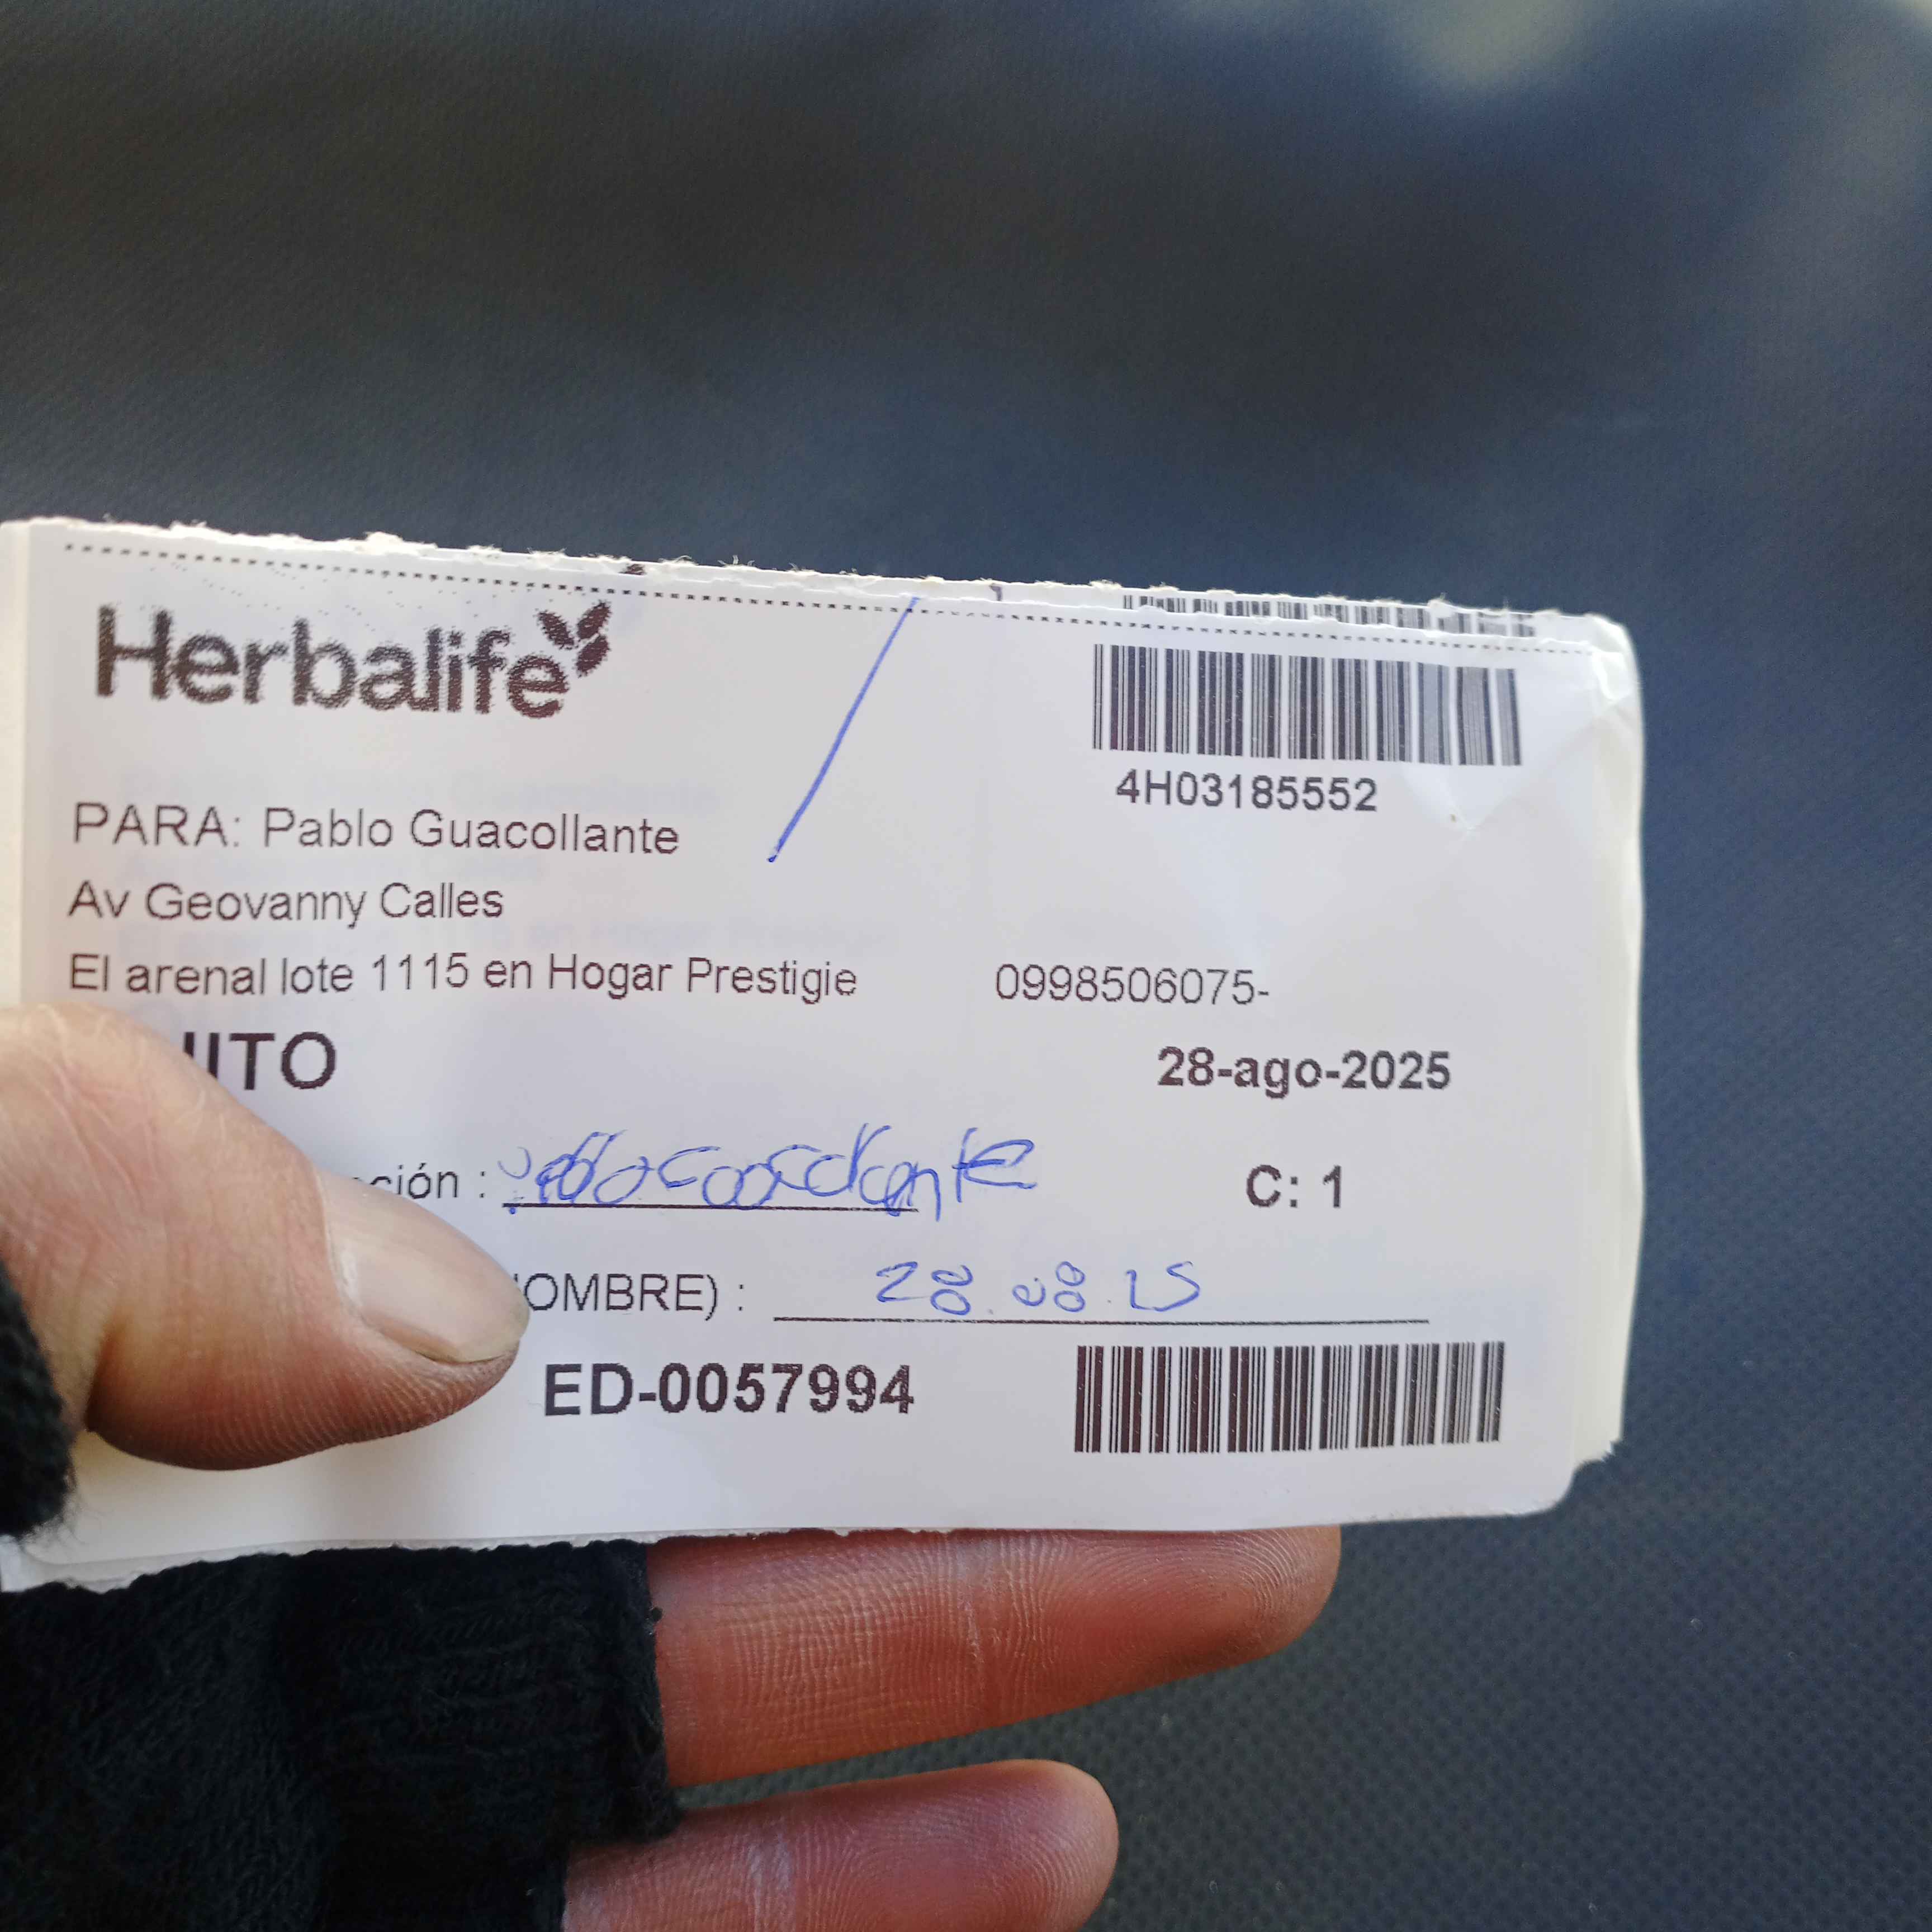 Herbalife
4H03185552
PARA: Pablo Guacollante
Av Geovanny Calles
El arenal lote 1115 en Hogar Prestigie 0998506075-
UITO 28-ago-2025
ción : C: 1
OMBRE) : 28.08.25
ED-0057994